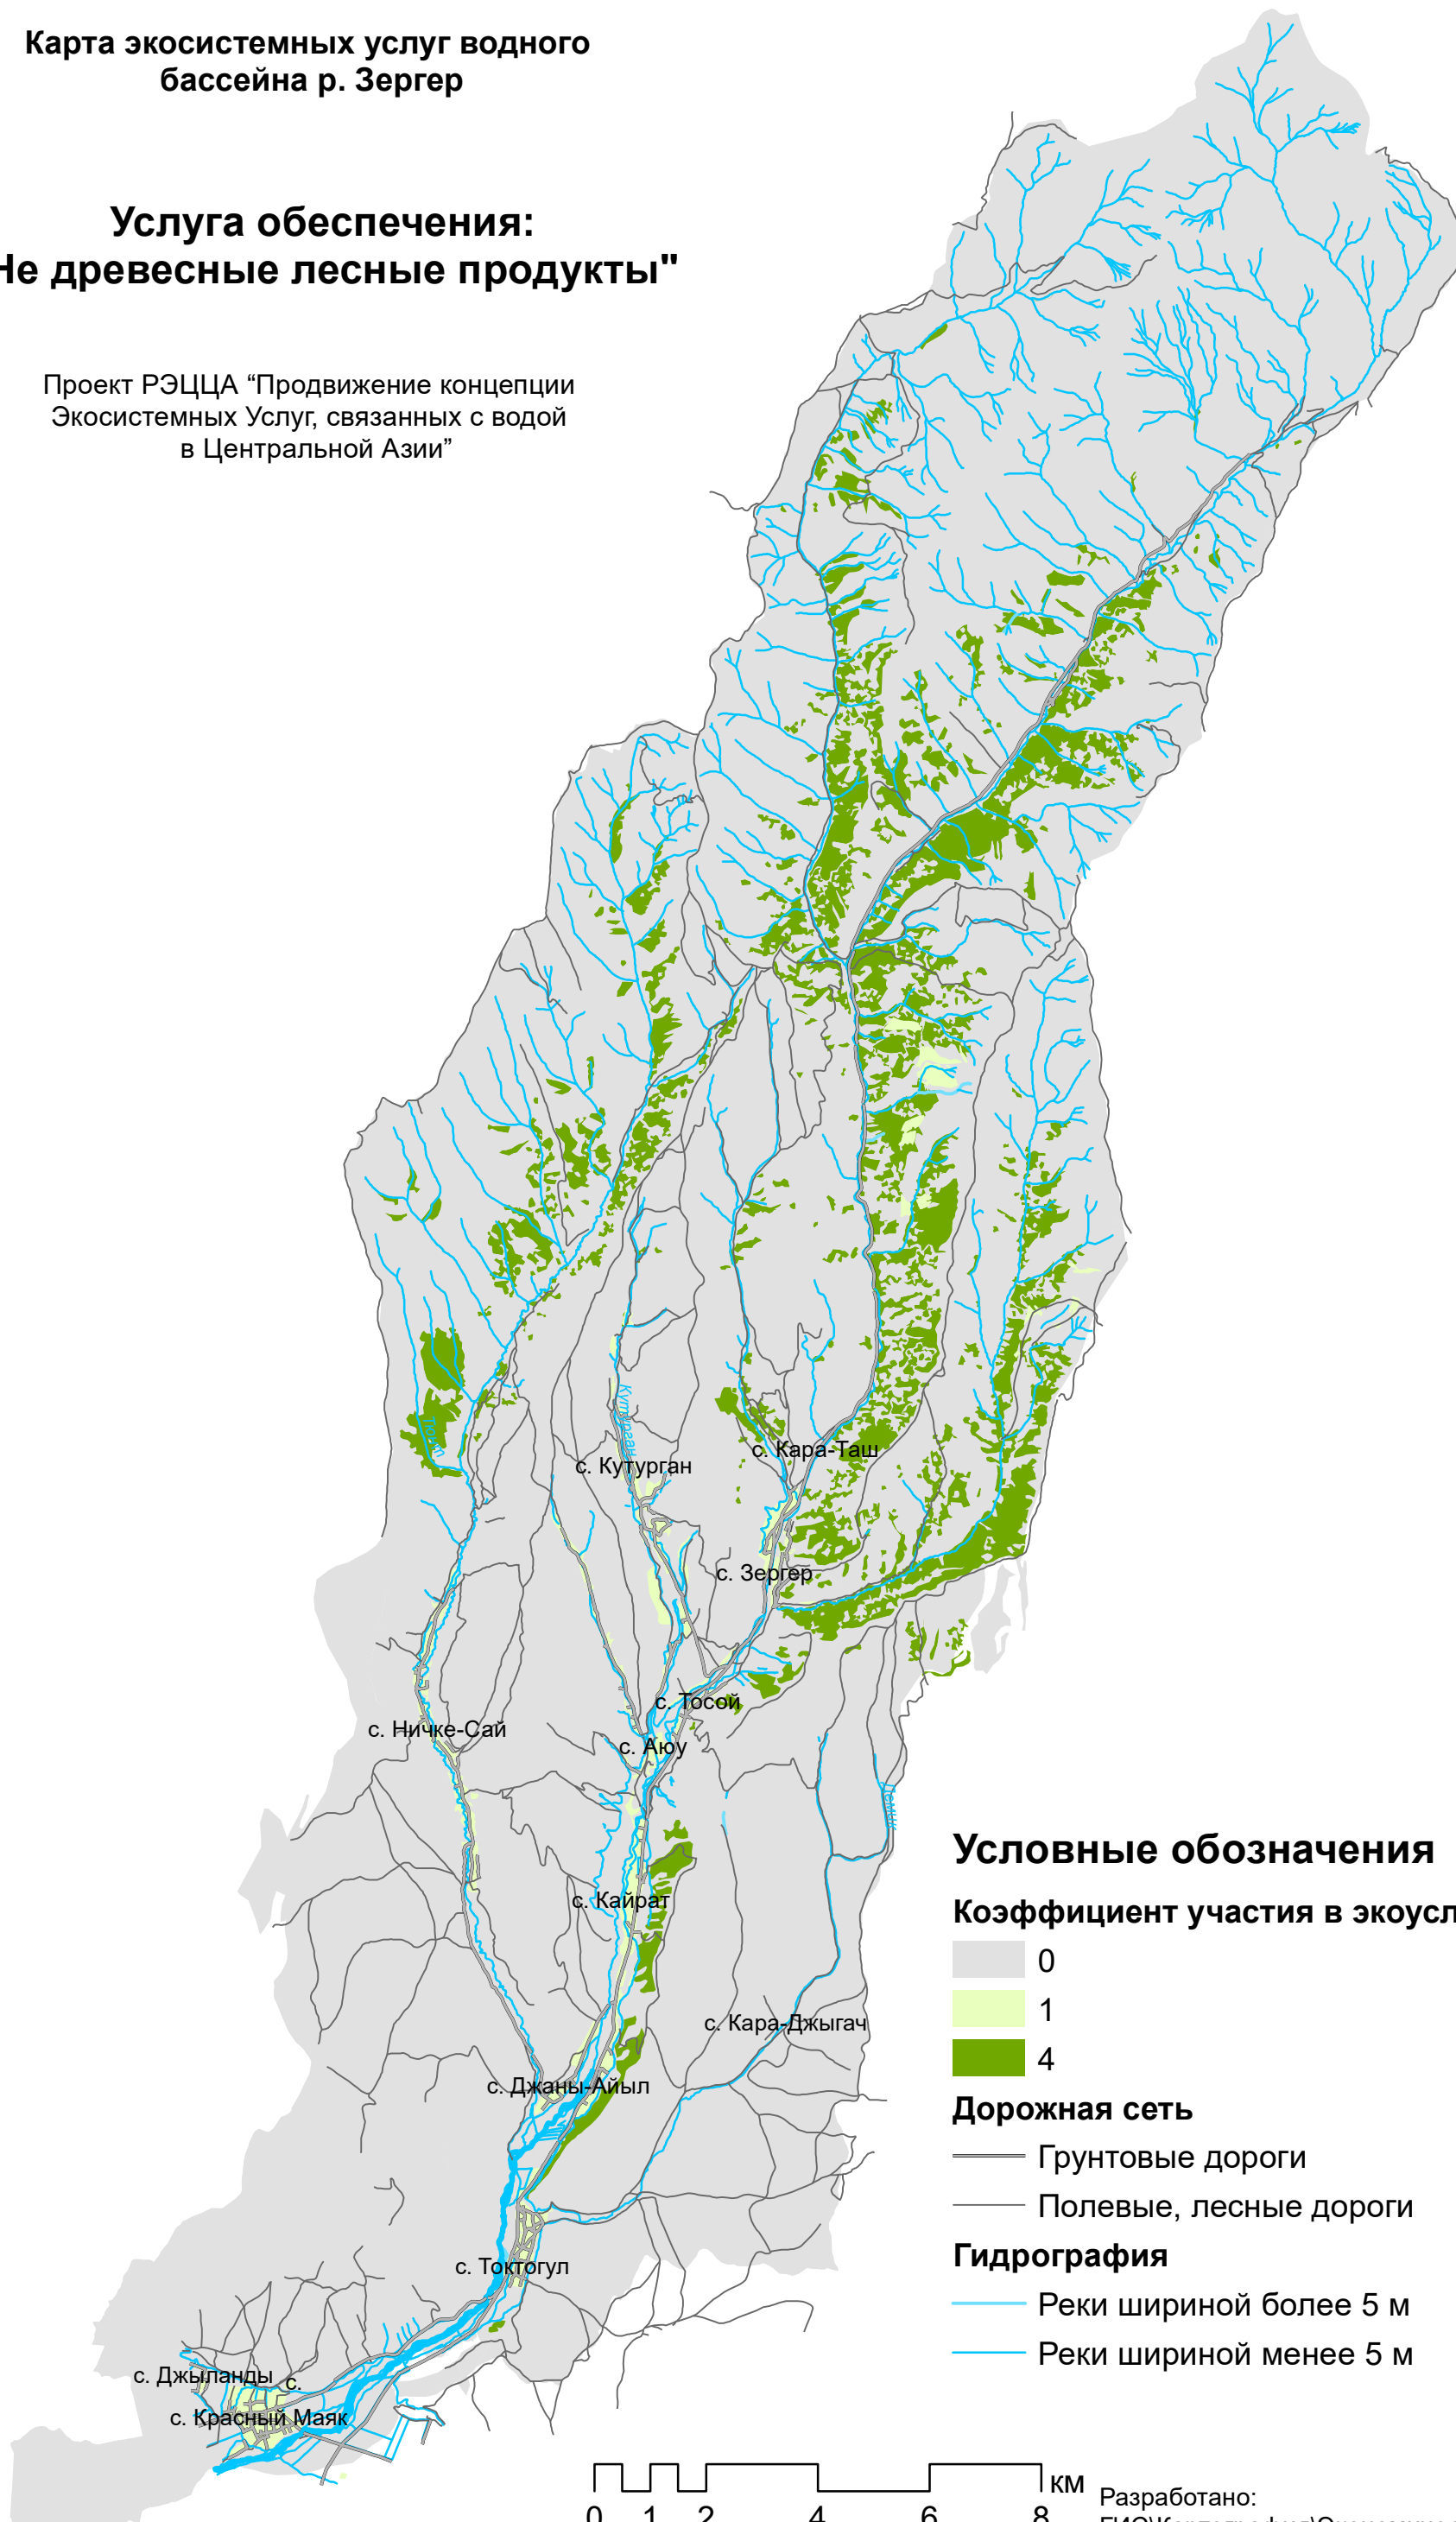 Карта экосистемных услуг водного
бассейна р. Зергер
Услуга обеспечения:
Не древесные лесные продукты"
Проект РЭЦЦА “Продвижение концепции
Экосистемных Услуг, связанных с водой
в Центральной Азии”
Кутурган
Тоют
с. Кара-Таш
с. Кутурган
с. Зергер
с. Тосой
с. Ничке-Сай
с. Аюу
с. Кайрат
с. Кара-Джыгач
с. Джаны-Айыл
с. Токтогул
с. Джыланды
с.
с. Красный Маяк
Условные обозначения
Коэффициент участия в экоусл
0
1
4
Дорожная сеть
Грунтовые дороги
Полевые, лесные дороги
Гидрография
Реки шириной более 5 м
Реки шириной менее 5 м
км
0 1 2 4 6 8
Разработано: